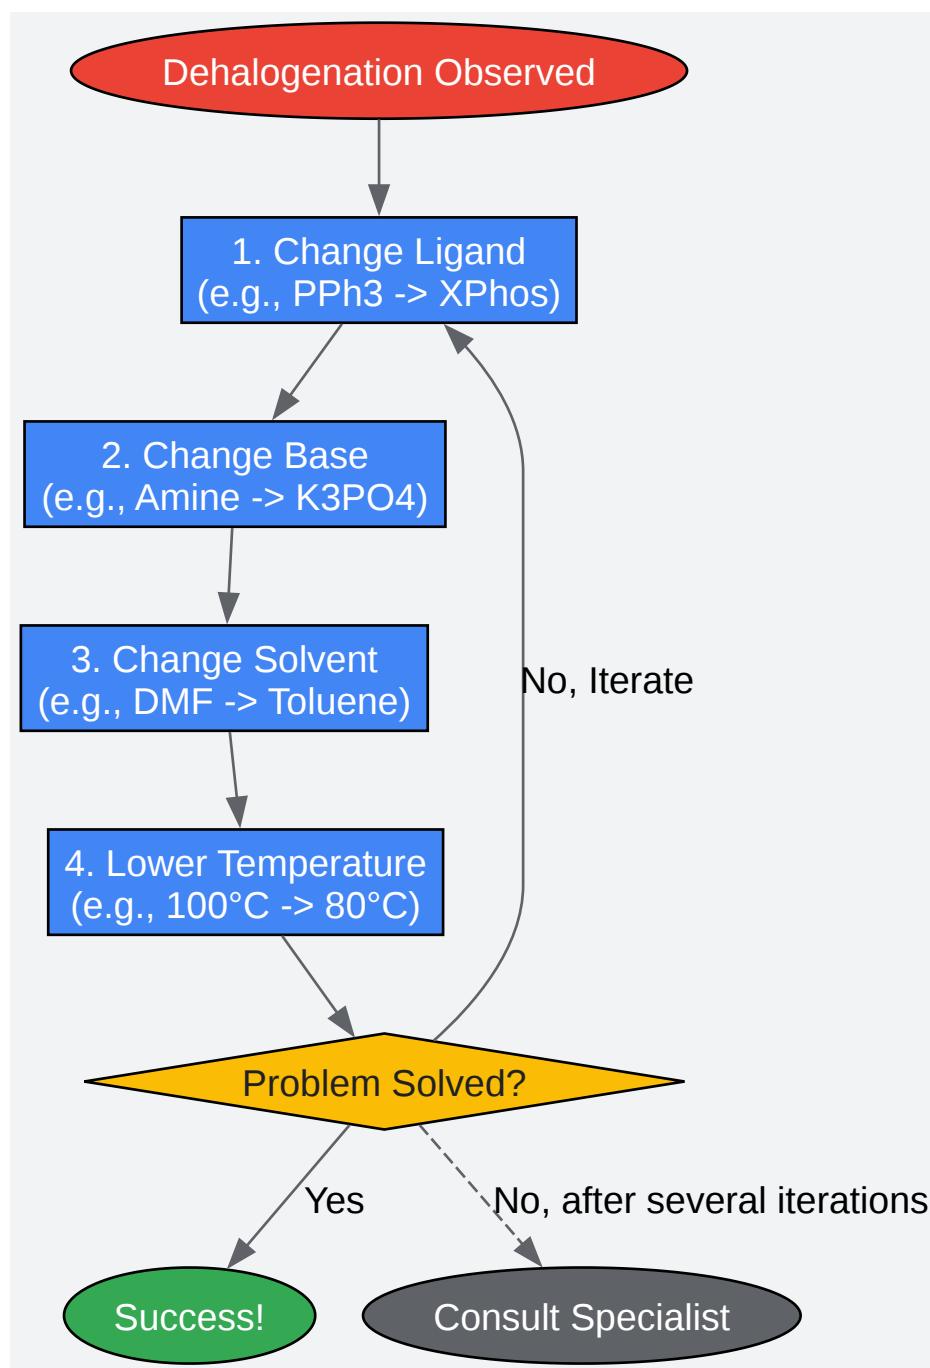 Dehalogenation Observed
1. Change Ligand
(e.g., PPh3 -> XPhos)
2. Change Base
(e.g., Amine -> K3PO4)
3. Change Solvent
(e.g., DMF -> Toluene)
No, Iterate
4. Lower Temperature
(e.g., 100°C -> 80°C)
Problem Solved?
Yes
No, after several iterations
Success!
Consult Specialist